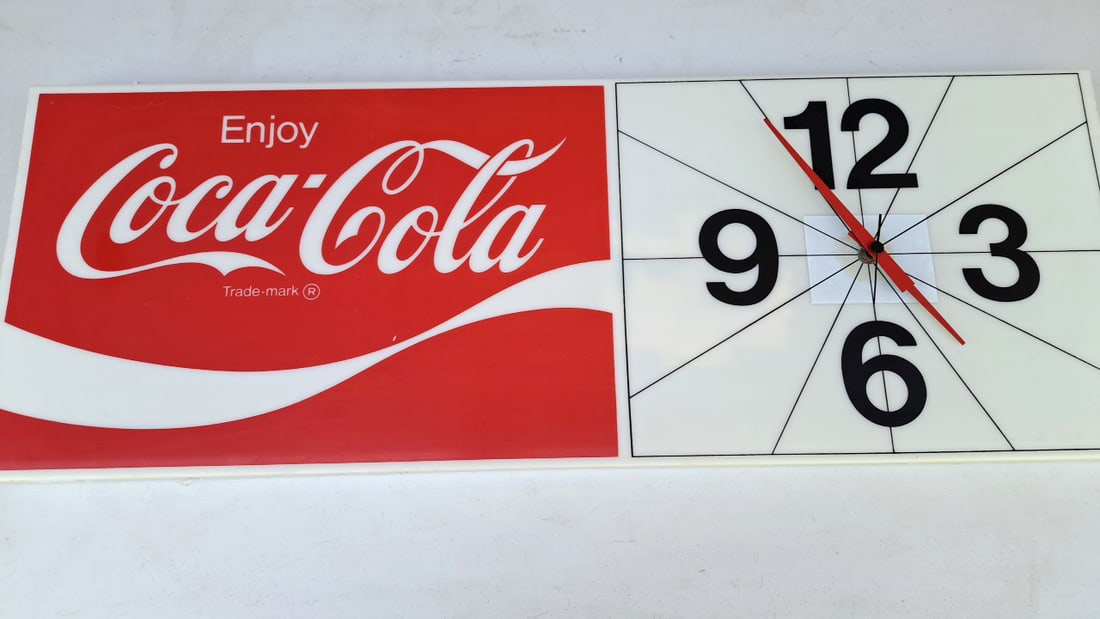 Enjoy
Coca-Cola
Trade-mark ®
12
9 3
6